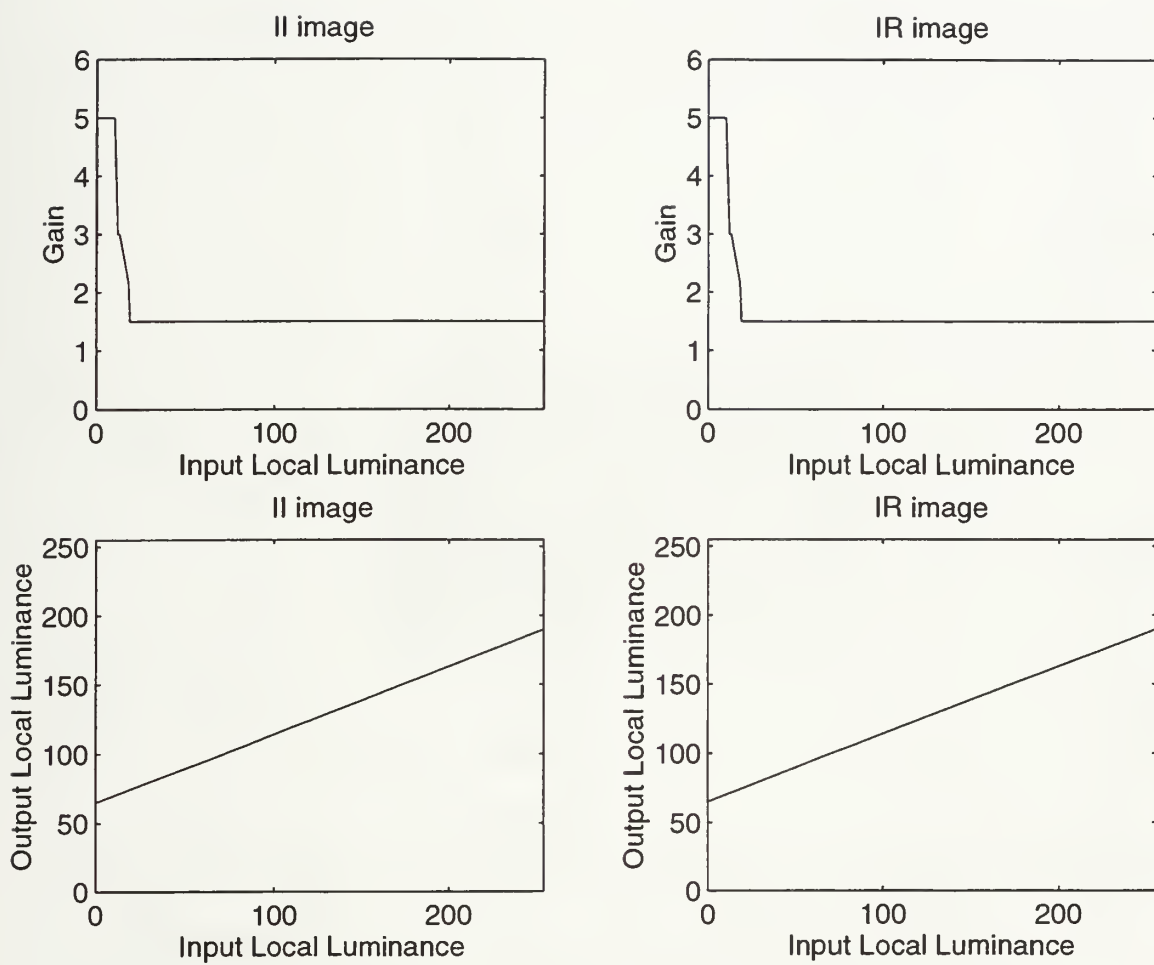 II image
6
5
4
3
2
1
0
Gain
0 100 200
Input Local Luminance
IR image
6
5
4
3
2
1
0
Gain
0 100 200
Input Local Luminance
II image
250
200
150
100
50
0
Output Local Luminance
0 100 200
Input Local Luminance
IR image
250
200
150
100
50
0
Output Local Luminance
0 100 200
Input Local Luminance